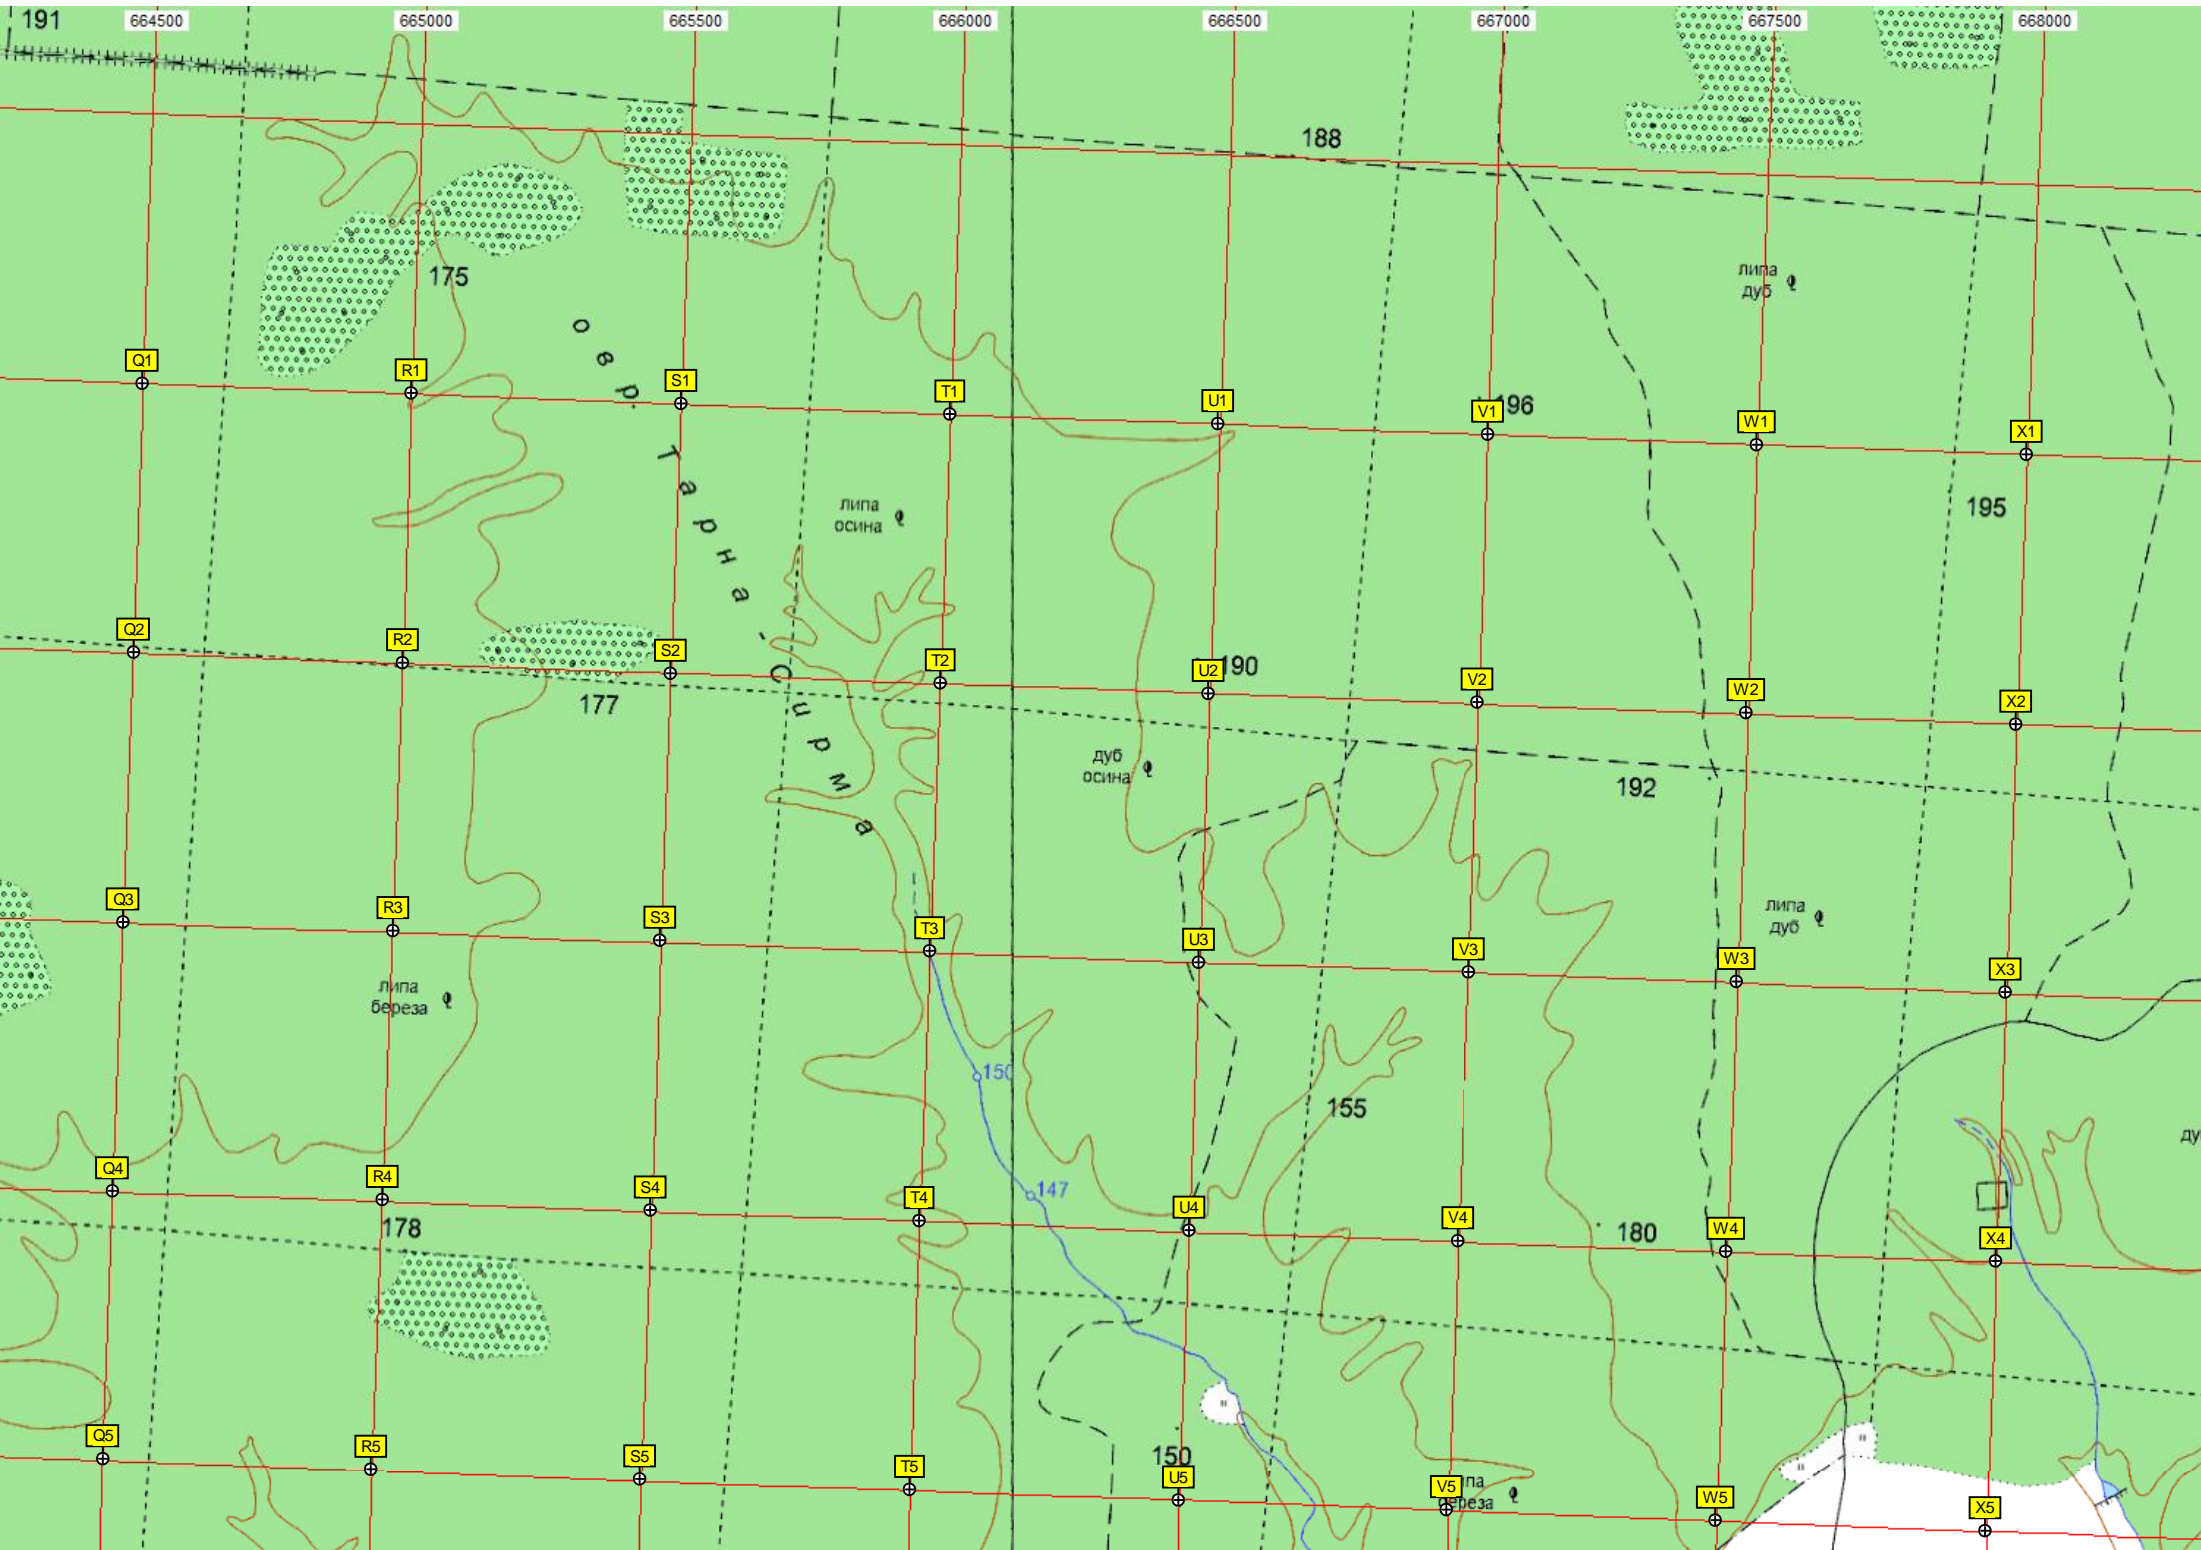 191
664500 665000 665500 666000 666500 667000 667500 668000
188
175
липа
дуб
овр. Тарна-Сурма
Q1 R1 S1 T1 U1 V1 196 W1 X1
липа
осина
195
Q2 R2 S2 T2 U2 190 V2 W2 X2
177
дуб
осина
192
Q3 R3 S3 T3 U3 V3 W3 X3
липа
дуб
липа
береза
150
155
147
Q4 R4 S4 T4 U4 V4 W4 X4
178
180
150
Q5 R5 S5 T5 U5 V5 W5 X5
береза